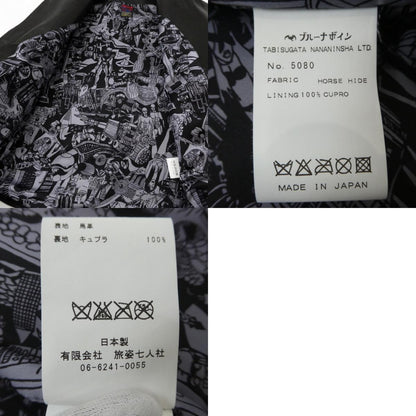 ブルーナボイン
TABISUGATA NANANINSHA LTD.
No. 5080
FABRIC HORSE HIDE
LINING 100% CUPRO
MADE IN JAPAN
表地 馬革
裏地 キュプラ 100%
日本製
有限会社 旅姿七人社
06-6241-0055